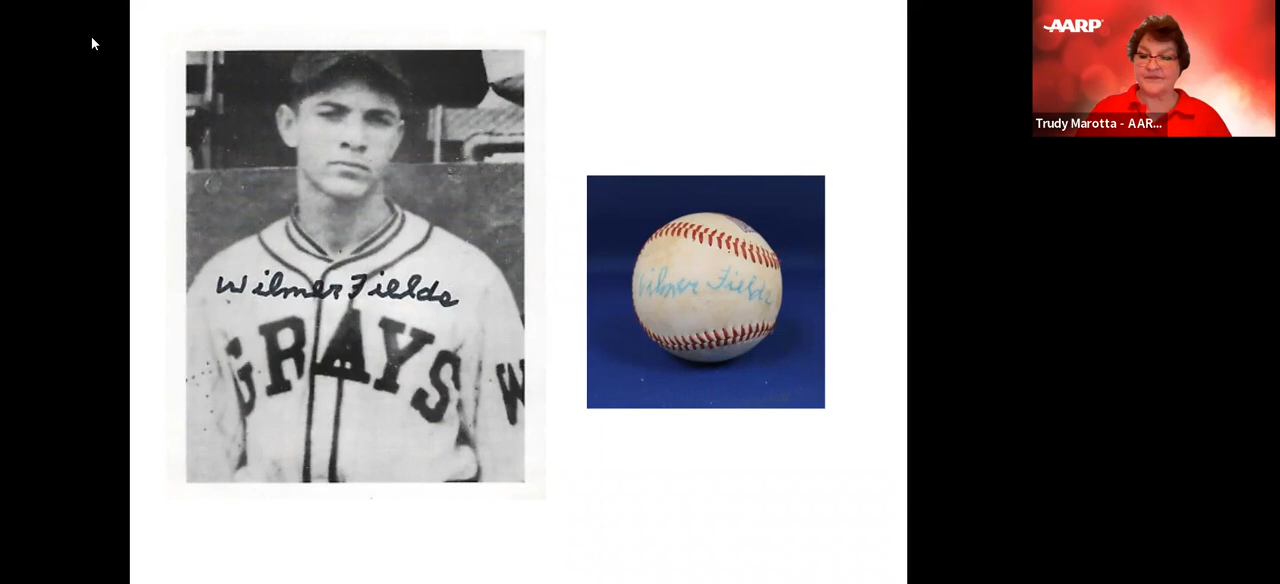 Wilmer Fields
GRAYS
W
Wilmer Fields
AARP
Trudy Marotta - AAR...